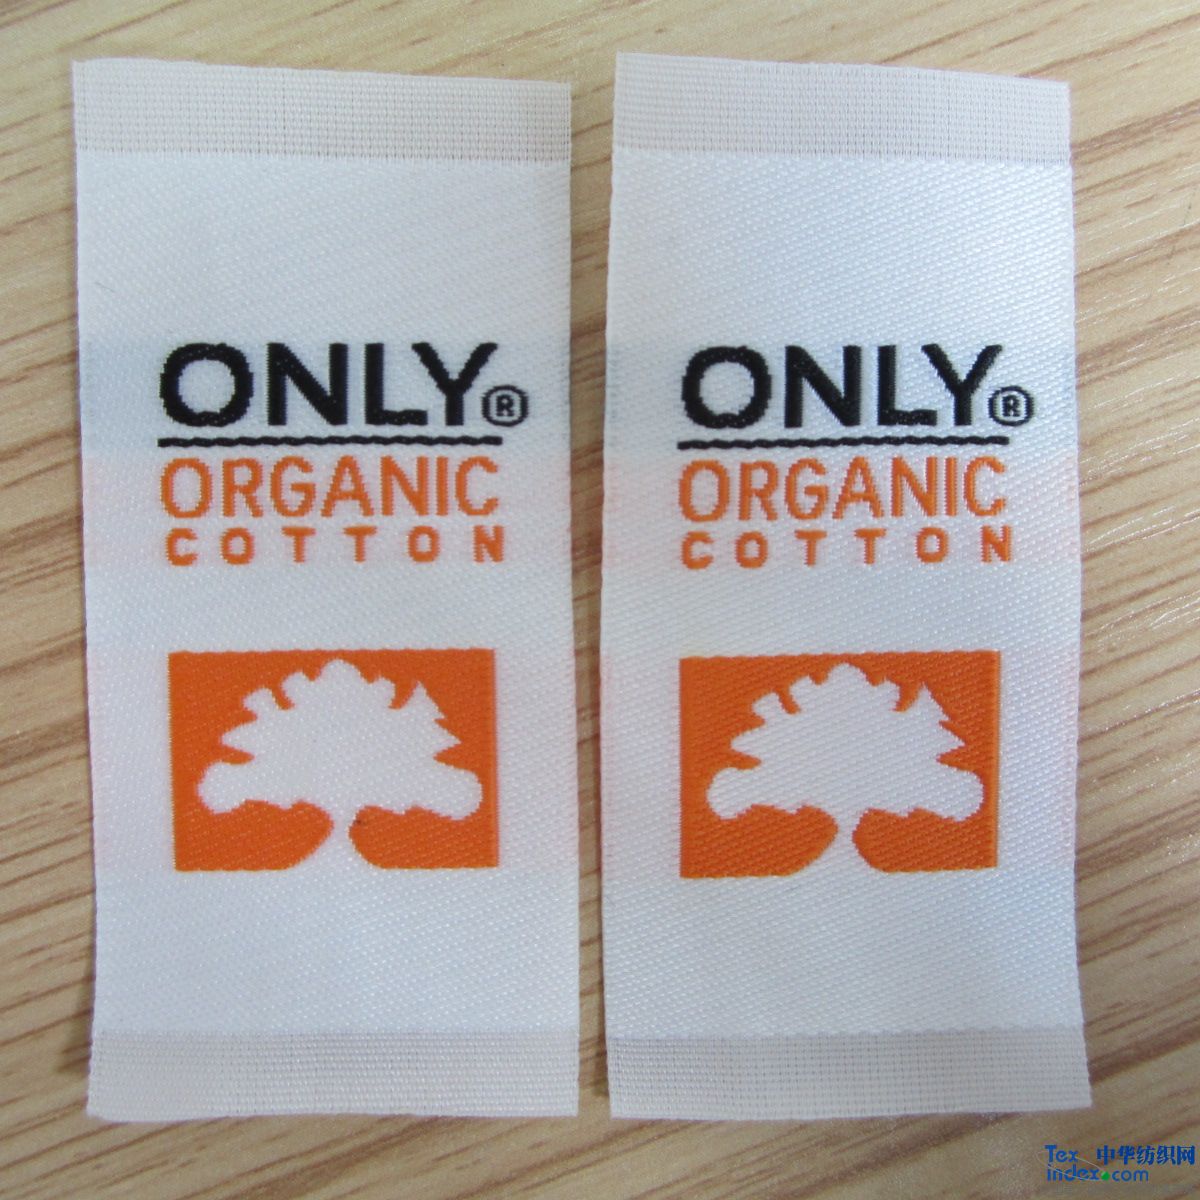 ONLY®
ORGANIC
COTTON
ONLY®
ORGANIC
COTTON
Tex 中华纺织网
index.com